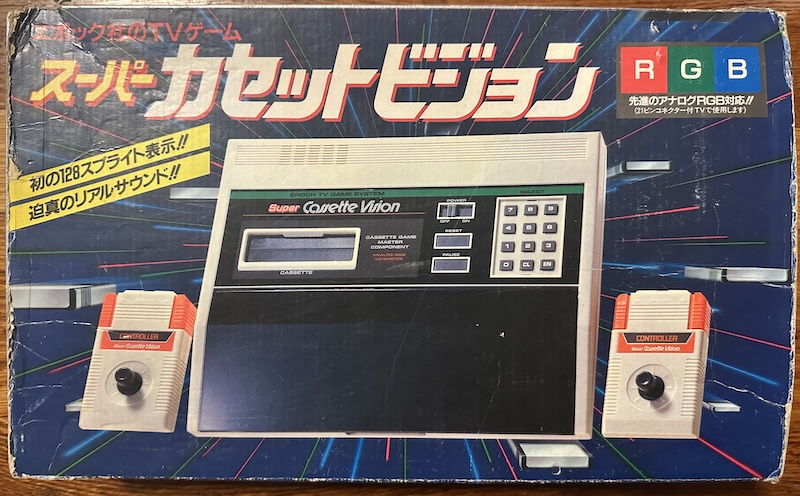 エポック社のTVゲーム
スーパーカセットビジョン
R G B
先進のアナログRGB対応!!
(21ピンコネクター付TVで使用します)
初の128スプライト表示!!
迫真のリアルサウンド!!
EPOCH TV GAME SYSTEM
Super Cassette Vision
CASSETTE GAME
MASTER
COMPONENT
ANALOG-RGB
128 SPRITES
CASSETTE
POWER
OFF ON
RESET
PAUSE
SELECT
7 8 9
4 5 6
1 2 3
0 CL EN
CONTROLLER
Super Cassette Vision
CONTROLLER
Super Cassette Vision